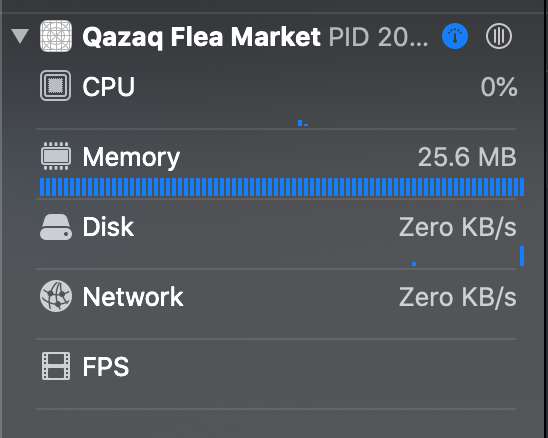 Qazaq Flea Market PID 20...
CPU 0%
Memory 25.6 MB
Disk Zero KB/s
Network Zero KB/s
FPS